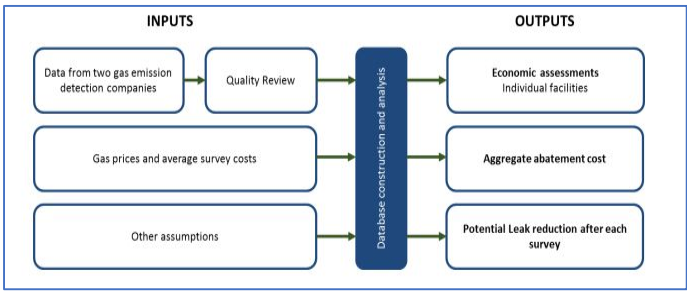 INPUTS
OUTPUTS
Data from two gas emission
detection companies
Quality Review
Gas prices and average survey costs
Other assumptions
Database construction and analysis
Economic assessments
Individual facilities
Aggregate abatement cost
Potential Leak reduction after each
survey